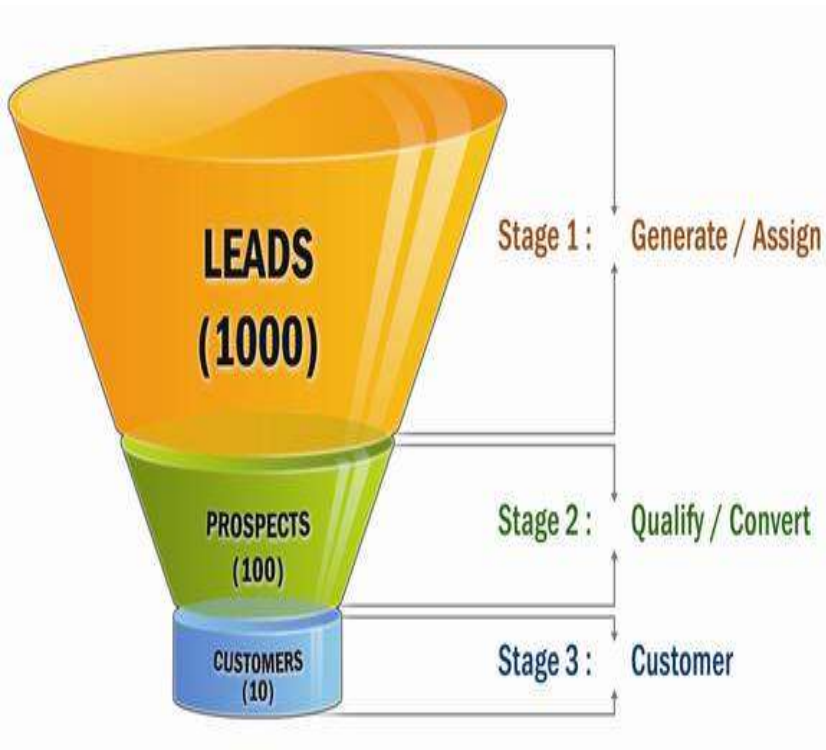 LEADS
(1000)
Stage 1 : Generate / Assign
PROSPECTS
(100)
Stage 2 : Qualify / Convert
CUSTOMERS
(10)
Stage 3 : Customer